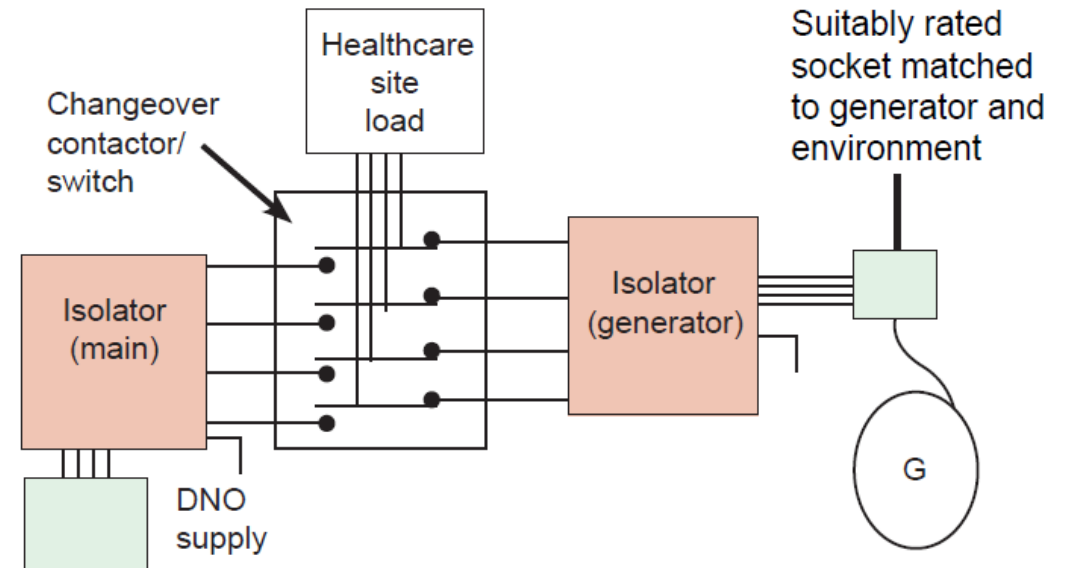 Healthcare
site
load
Changeover
contactor/
switch
Suitably rated
socket matched
to generator and
environment
Isolator
(main)
Isolator
(generator)
DNO
supply
G